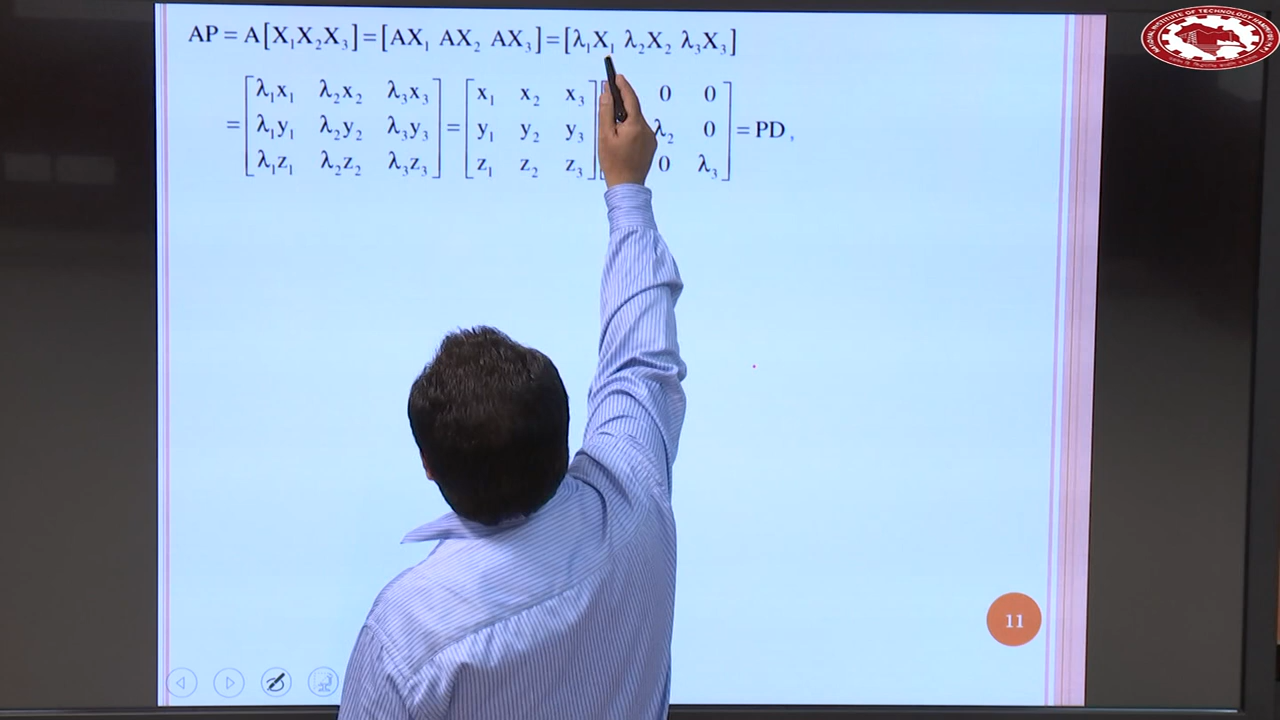 AP = A[X₁X₂X₃] = [AX₁ AX₂ AX₃] = [λ₁X₁ λ₂X₂ λ₃X₃]
= [λ₁x₁ λ₂x₂ λ₃x₃ = [x₁ x₂ x₃ 0 0
λ₁y₁ λ₂y₂ λ₃y₃ y₁ y₂ y₃ λ₂ 0 = PD,
λ₁z₁ λ₂z₂ λ₃z₃] z₁ z₂ z₃] 0 λ₃]
11